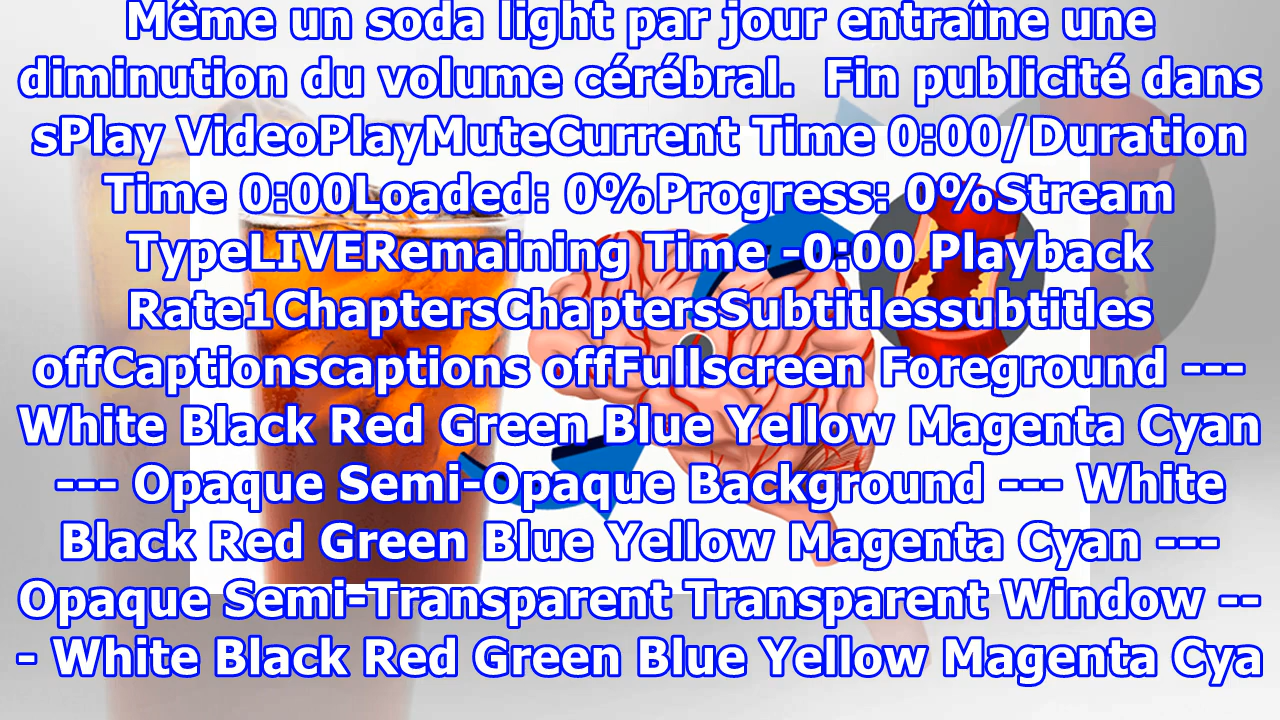 Même un soda light par jour entraîne une
diminution du volume cérébral.  Fin publicité dans
sPlay VideoPlayMuteCurrent Time 0:00/Duration
Time 0:00Loaded: 0%Progress: 0%Stream
TypeLIVERemaining Time -0:00 Playback
Rate1ChaptersChaptersSubtitlessubtitles
offCaptionscaptions offFullscreen Foreground ---
White Black Red Green Blue Yellow Magenta Cyan
--- Opaque Semi-Opaque Background --- White
Black Red Green Blue Yellow Magenta Cyan ---
Opaque Semi-Transparent Transparent Window --
- White Black Red Green Blue Yellow Magenta Cya